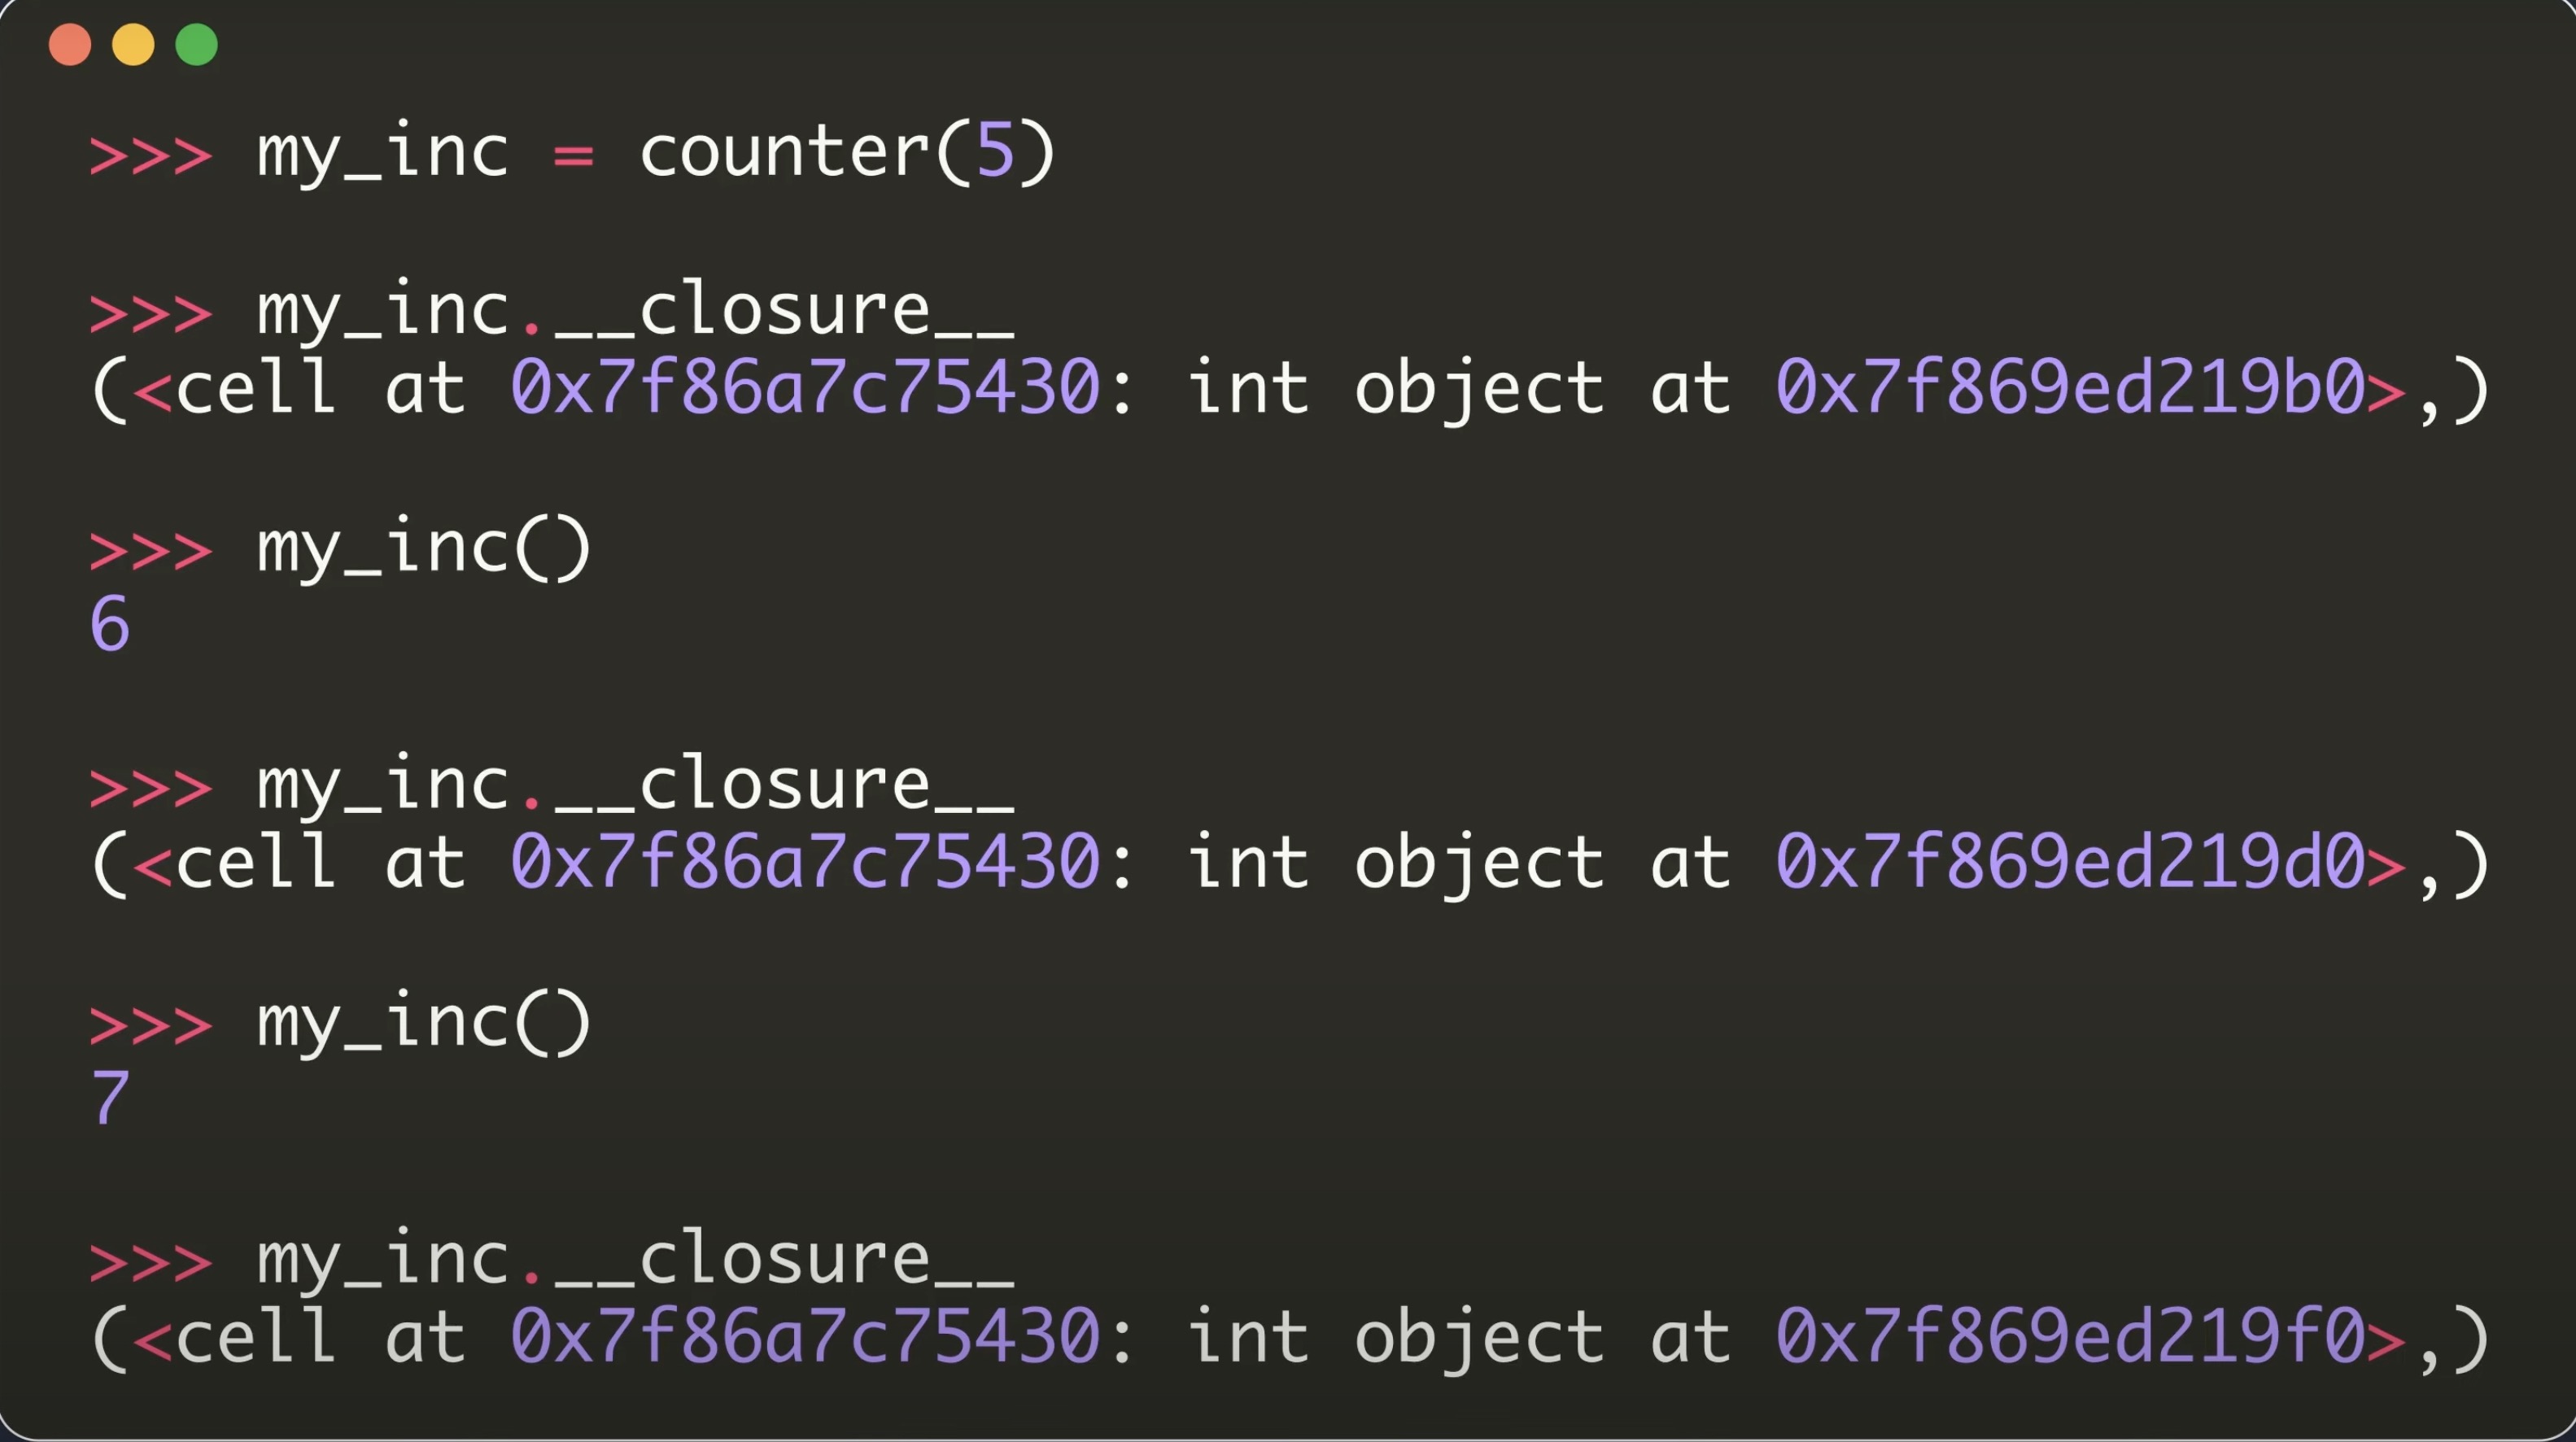 >>> my_inc = counter(5)
>>> my_inc.__closure__
(<cell at 0x7f86a7c75430: int object at 0x7f869ed219b0>,)
>>> my_inc()
6
>>> my_inc.__closure__
(<cell at 0x7f86a7c75430: int object at 0x7f869ed219d0>,)
>>> my_inc()
7
>>> my_inc.__closure__
(<cell at 0x7f86a7c75430: int object at 0x7f869ed219f0>,)